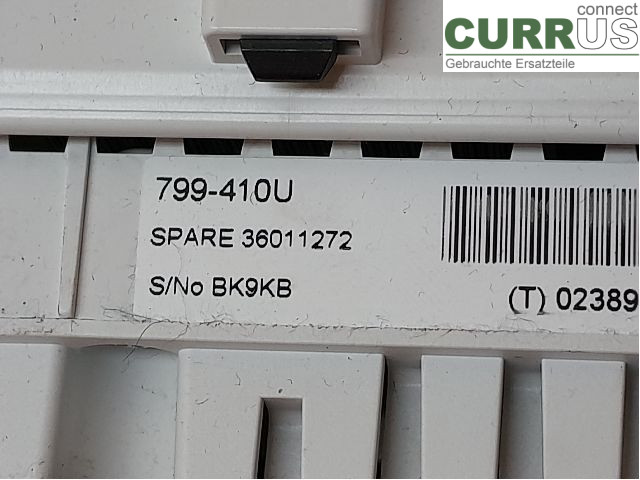 connect
CURRUS
Gebrauchte Ersatzteile
799-410U
SPARE 36011272
S/No BK9KB
(T) 02389